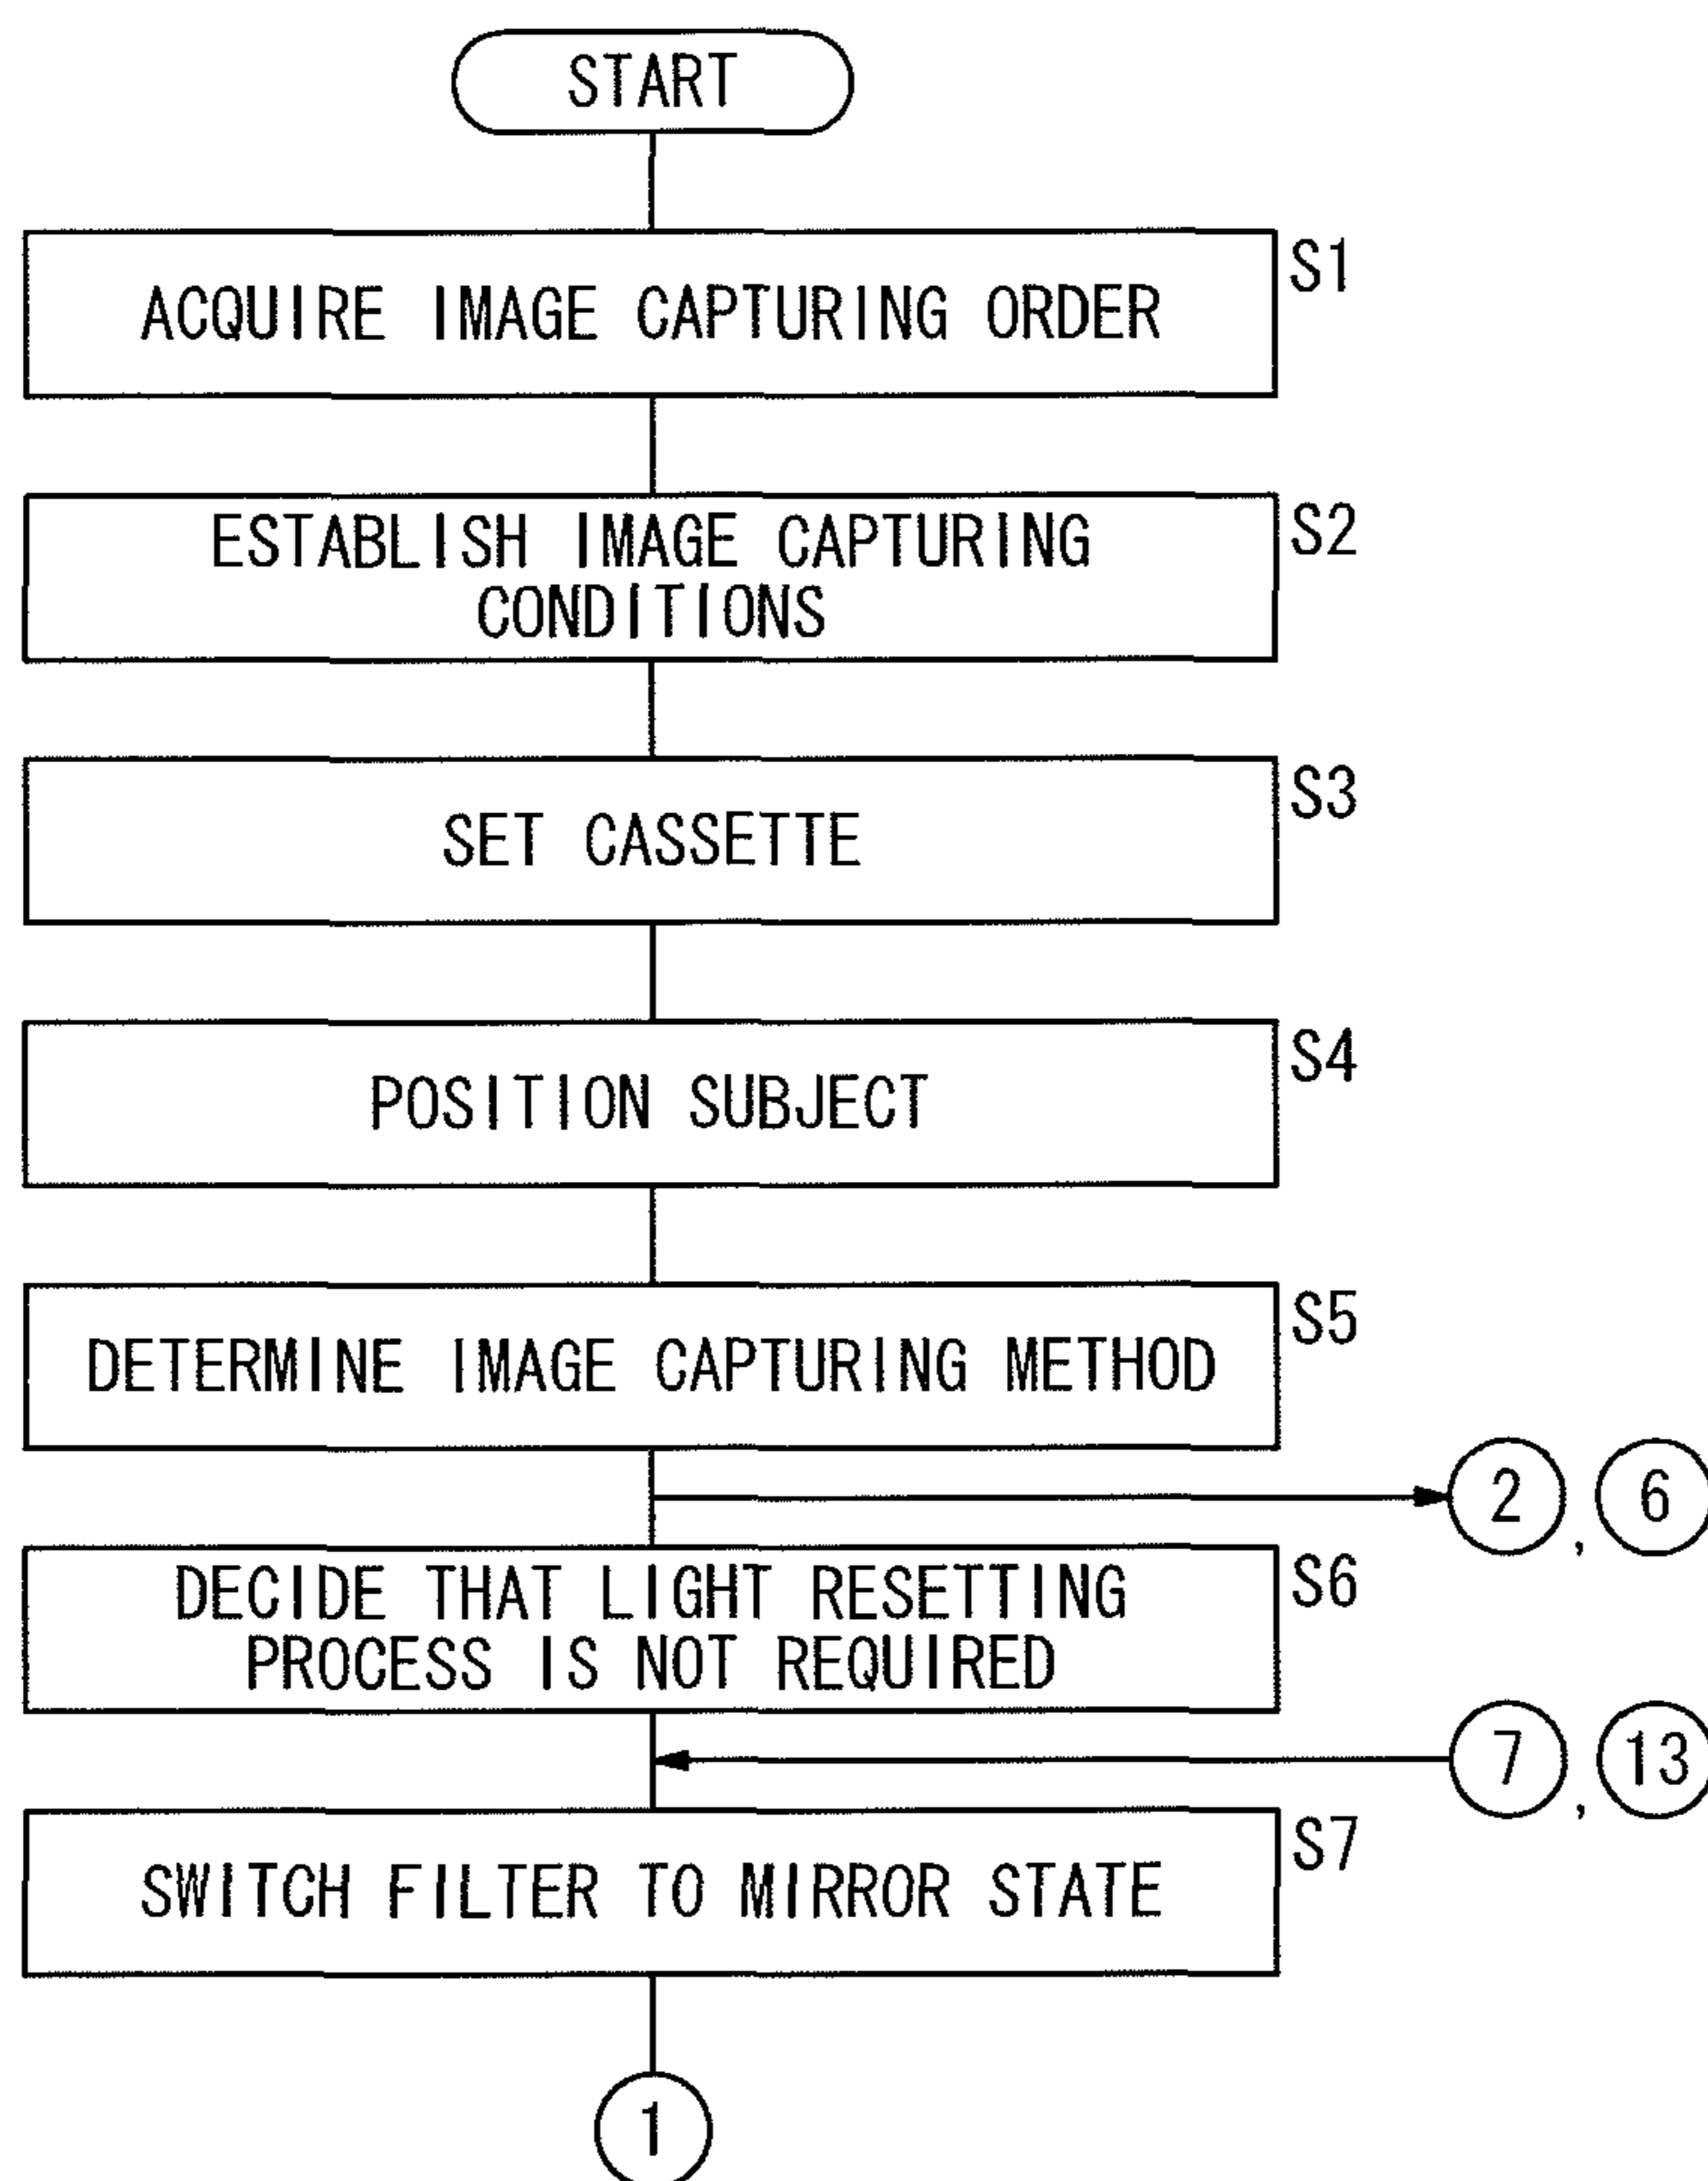 START
S1
ACQUIRE IMAGE CAPTURING ORDER
S2
ESTABLISH IMAGE CAPTURING
CONDITIONS
S3
SET CASSETTE
S4
POSITION SUBJECT
S5
DETERMINE IMAGE CAPTURING METHOD
2, 6
S6
DECIDE THAT LIGHT RESETTING
PROCESS IS NOT REQUIRED
7, 13
S7
SWITCH FILTER TO MIRROR STATE
1